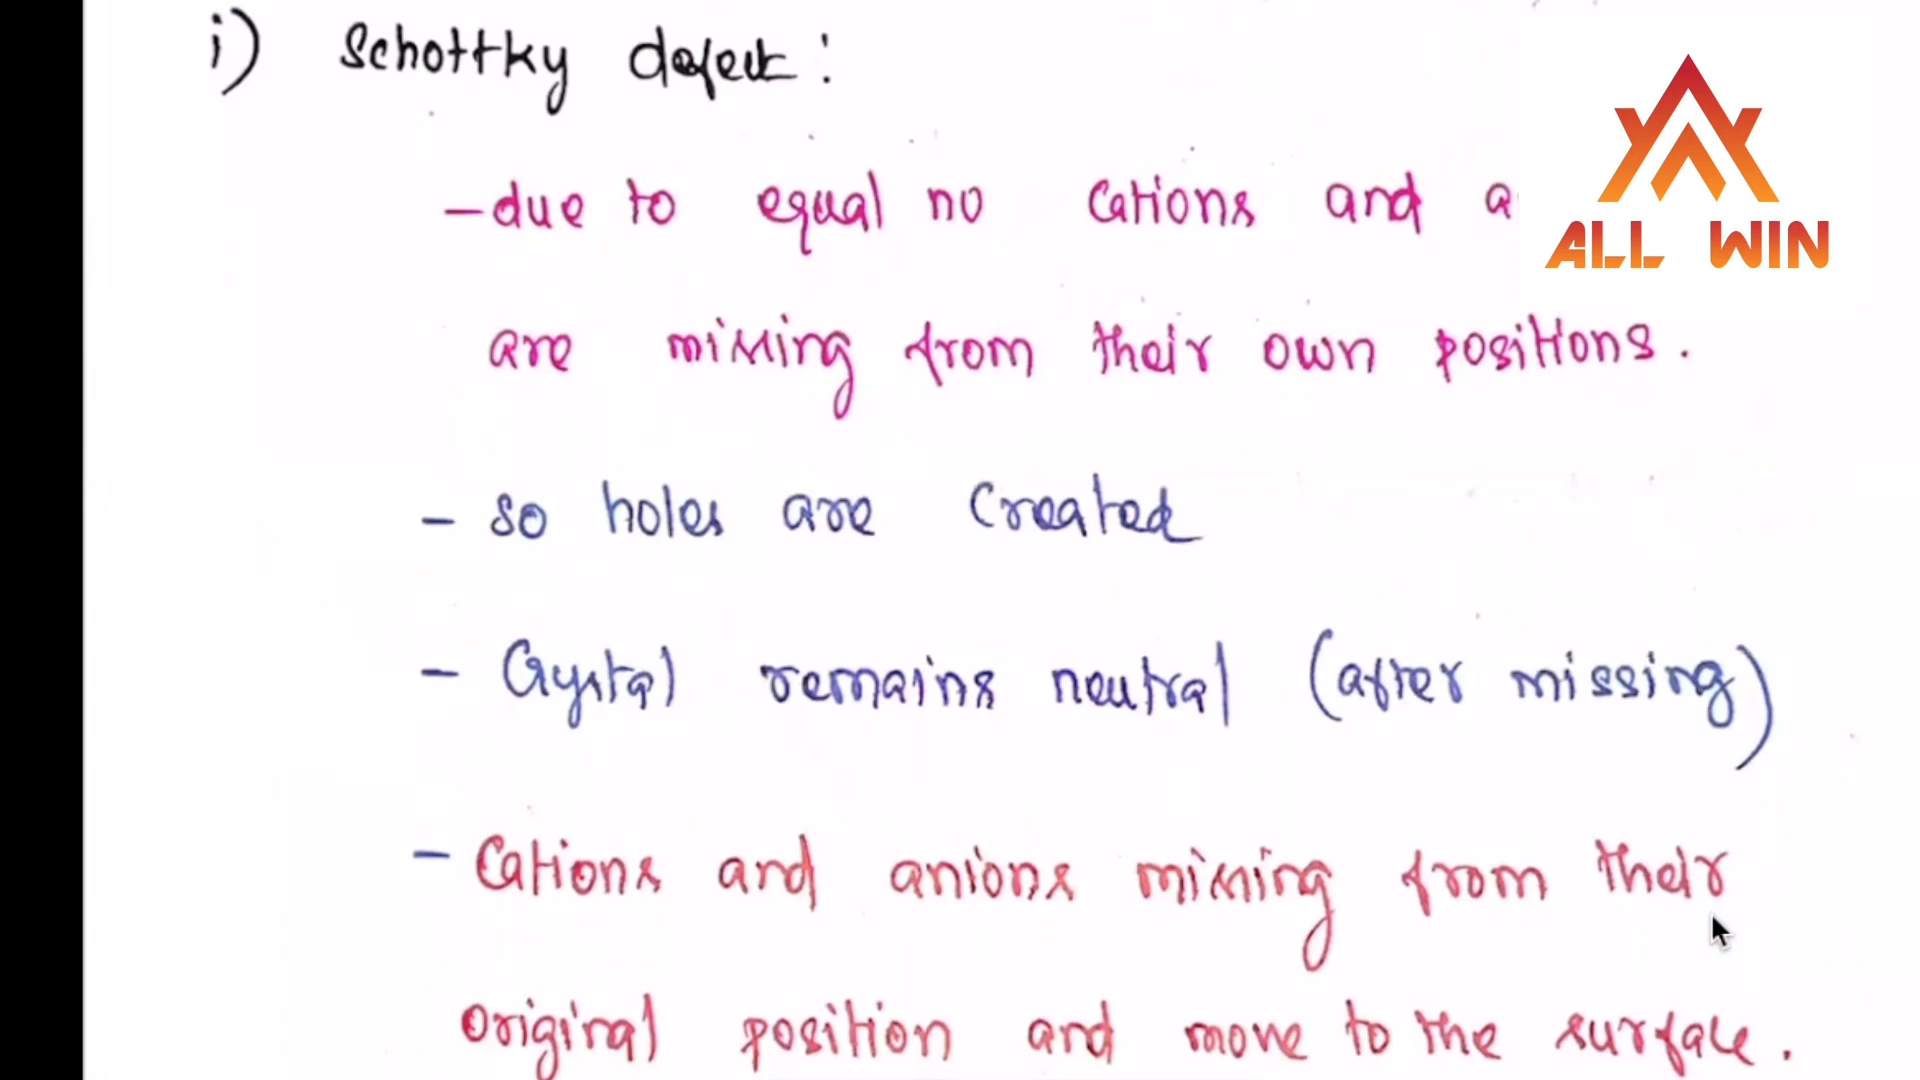 i) Schottky defect:
-due to equal no cations and a
ALL WIN
are missing from their own positions.
- so holes are created
- Crystal remains neutral (after missing)
- Cations and anions missing from their
original position and move to the surface.